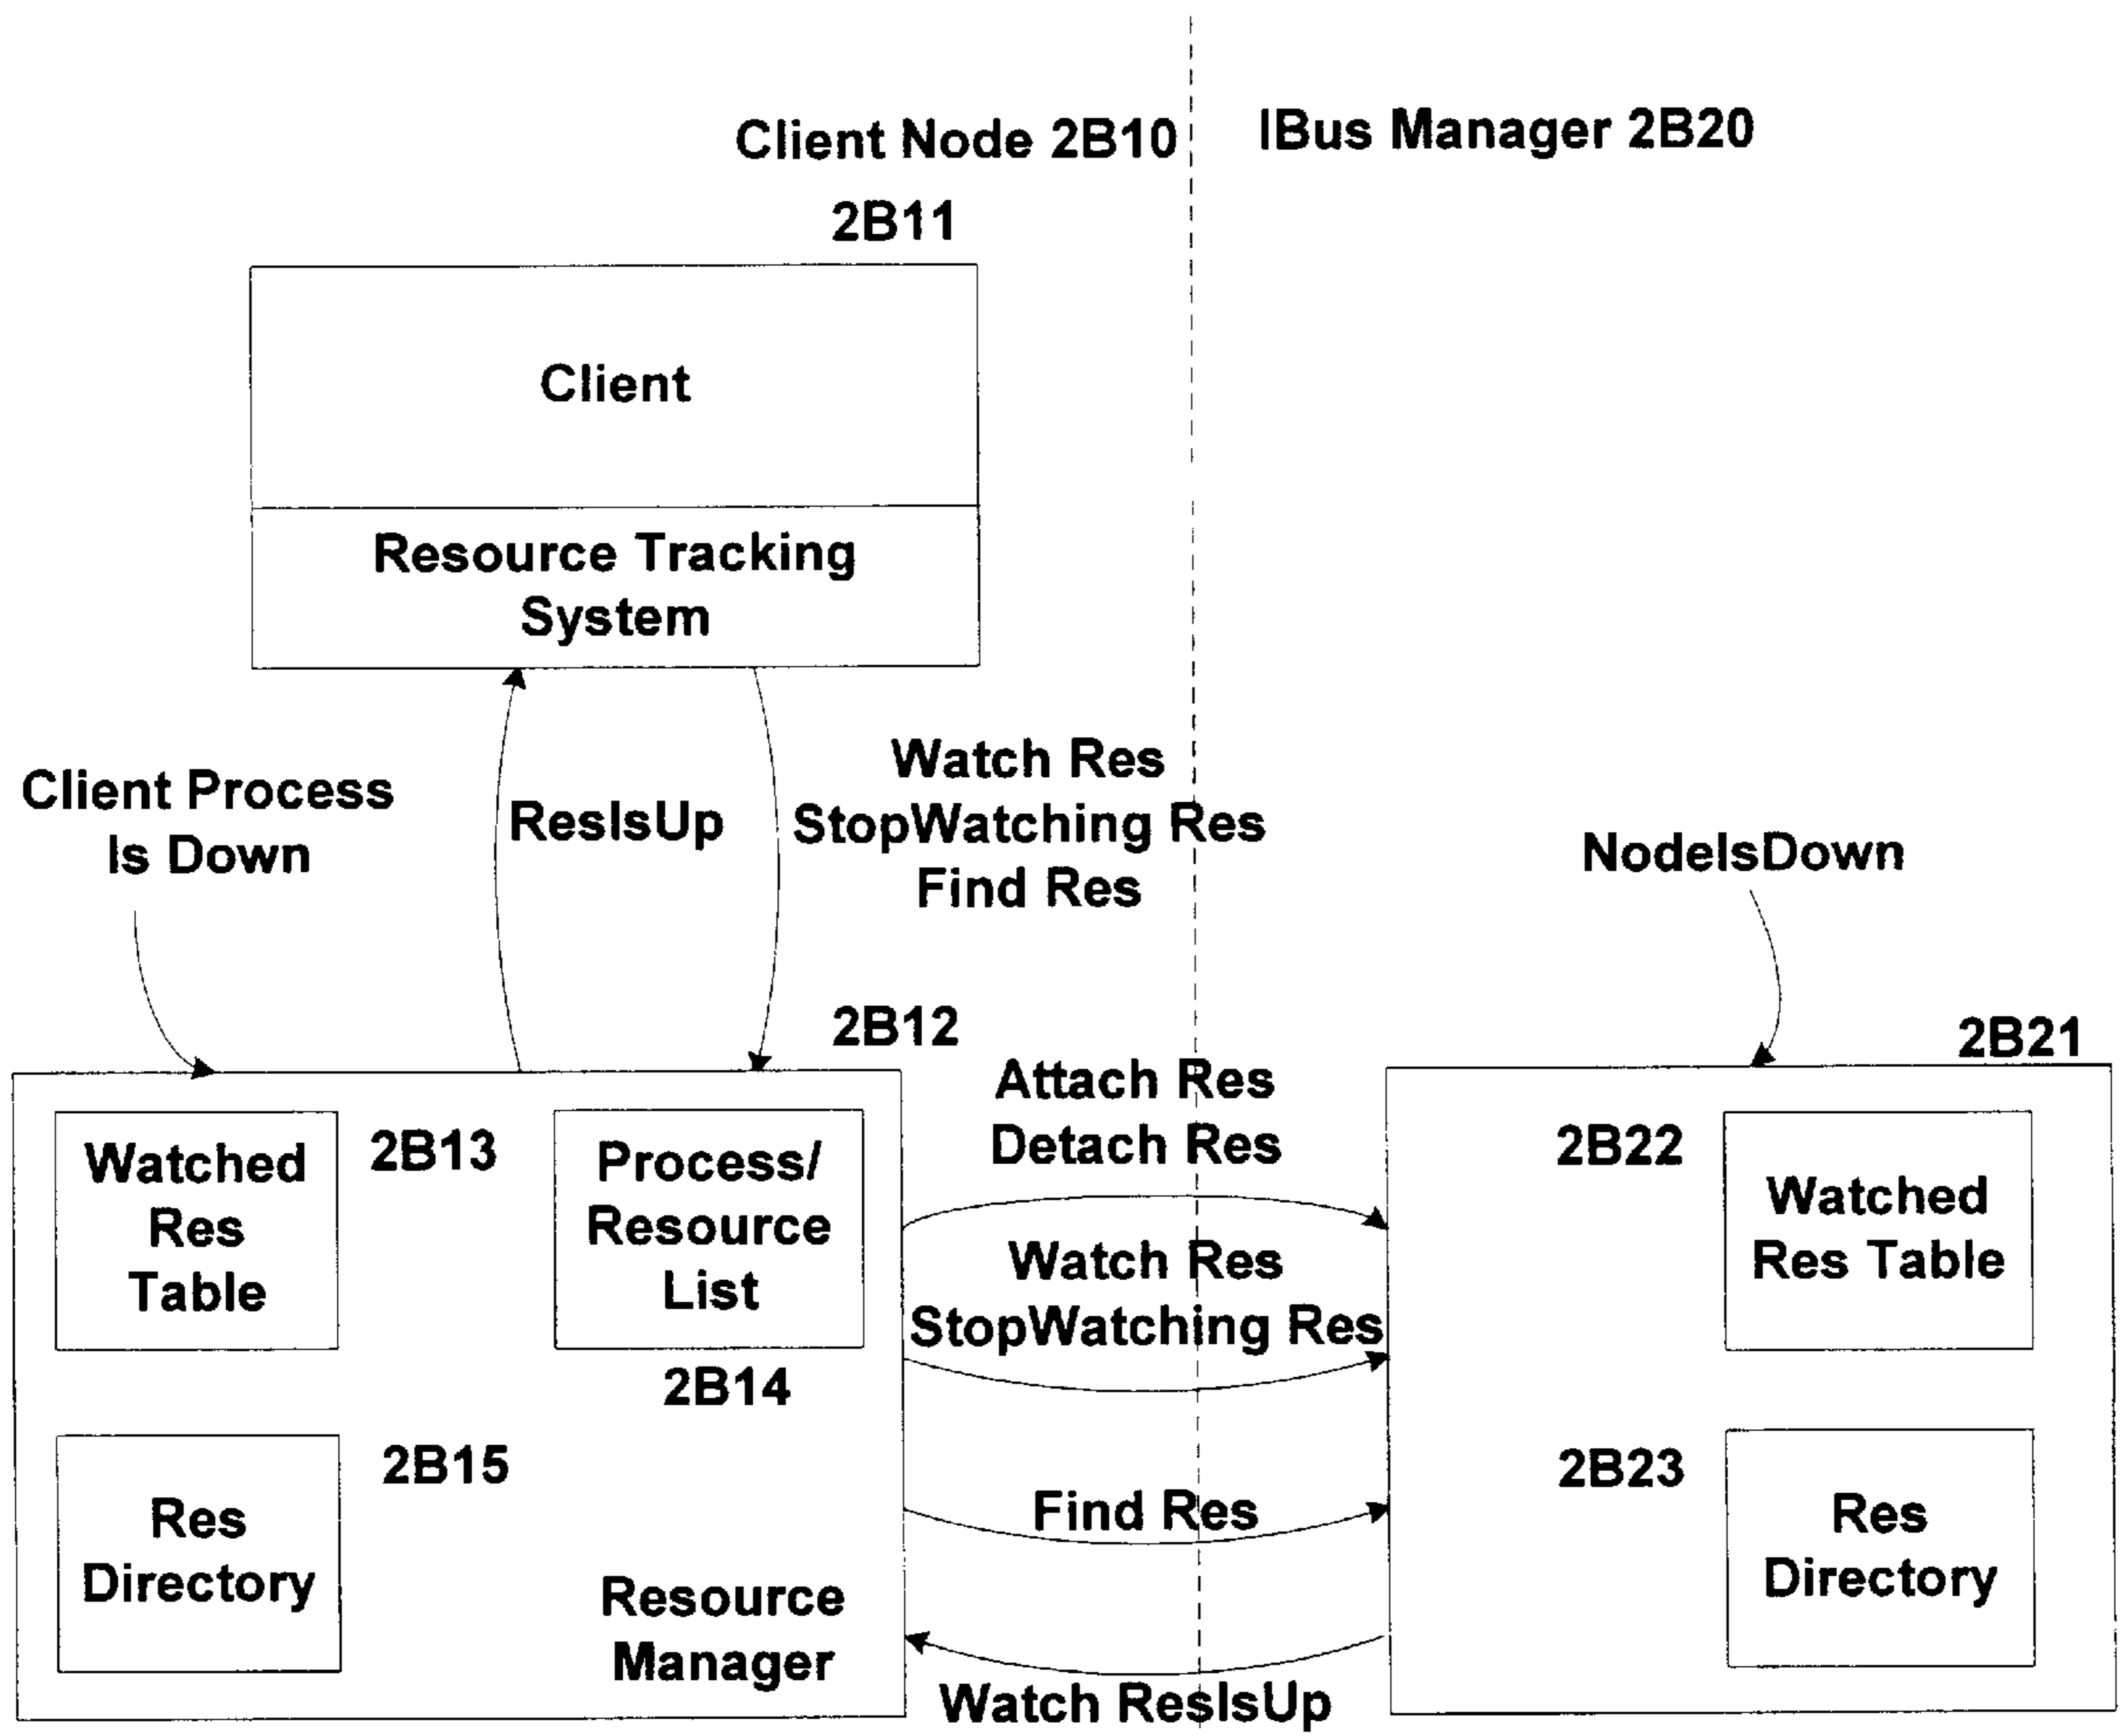 Client Node 2B10
IBus Manager 2B20
2B11
Client
Resource Tracking
System
Client Process
Is Down
ResIsUp
Watch Res
StopWatching Res
Find Res
NodeIsDown
2B12
2B21
Attach Res
Detach Res
Watched
Res
Table
2B13
Process/
Resource
List
2B14
2B22
Watched
Res Table
Watch Res
StopWatching Res
2B15
Res
Directory
Find Res
2B23
Res
Directory
Resource
Manager
Watch ResIsUp